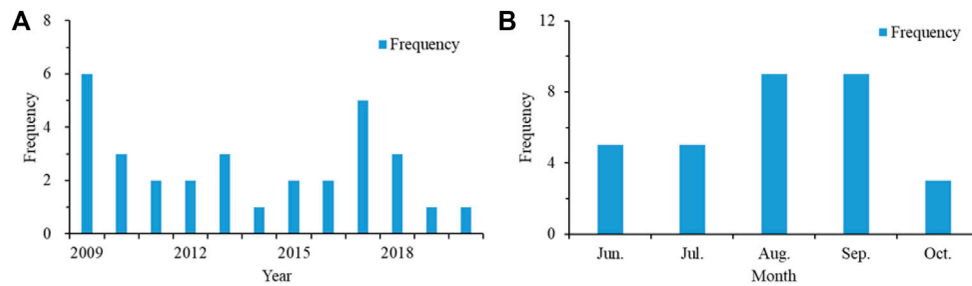 A
8
6
4
2
0
Frequency
Frequency
2009 2012 2015 2018
Year
B
12
8
4
0
Frequency
Frequency
Jun. Jul. Aug. Sep. Oct.
Month